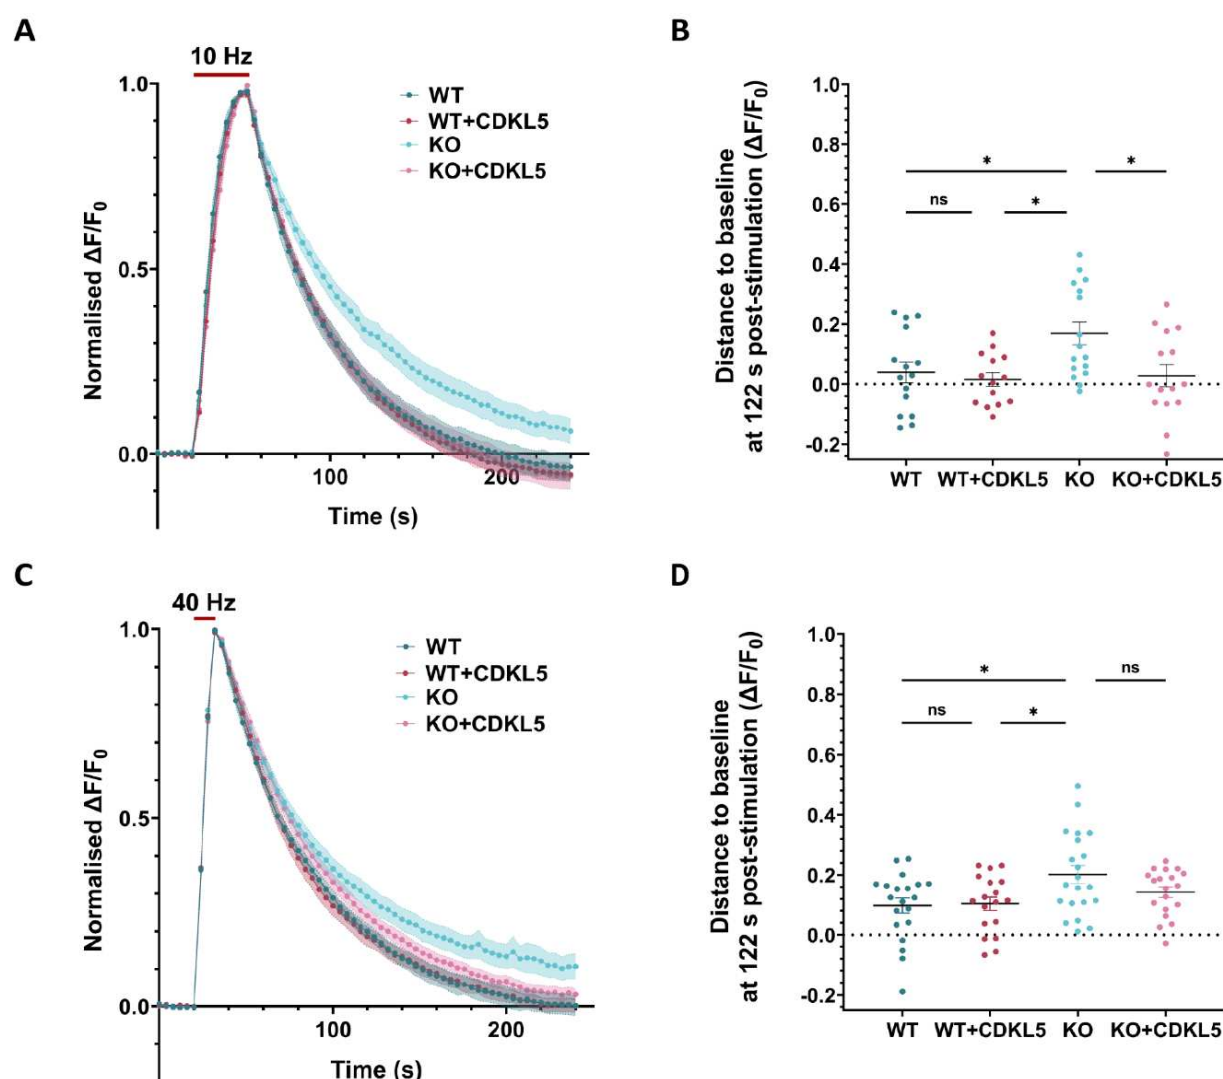 A
10 Hz
WT
WT+CDKL5
KO
KO+CDKL5
1.0
0.5
0.0
100
200
Normalised ΔF/F0
Time (s)
B
Distance to baseline
at 122 s post-stimulation (ΔF/F0)
1.0
0.8
0.6
0.4
0.2
0.0
-0.2
*
*
ns
*
WT
WT+CDKL5
KO
KO+CDKL5
C
40 Hz
WT
WT+CDKL5
KO
KO+CDKL5
1.0
0.5
0.0
100
200
Normalised ΔF/F0
Time (s)
D
Distance to baseline
at 122 s post-stimulation (ΔF/F0)
1.0
0.8
0.6
0.4
0.2
0.0
-0.2
*
ns
ns
*
WT
WT+CDKL5
KO
KO+CDKL5